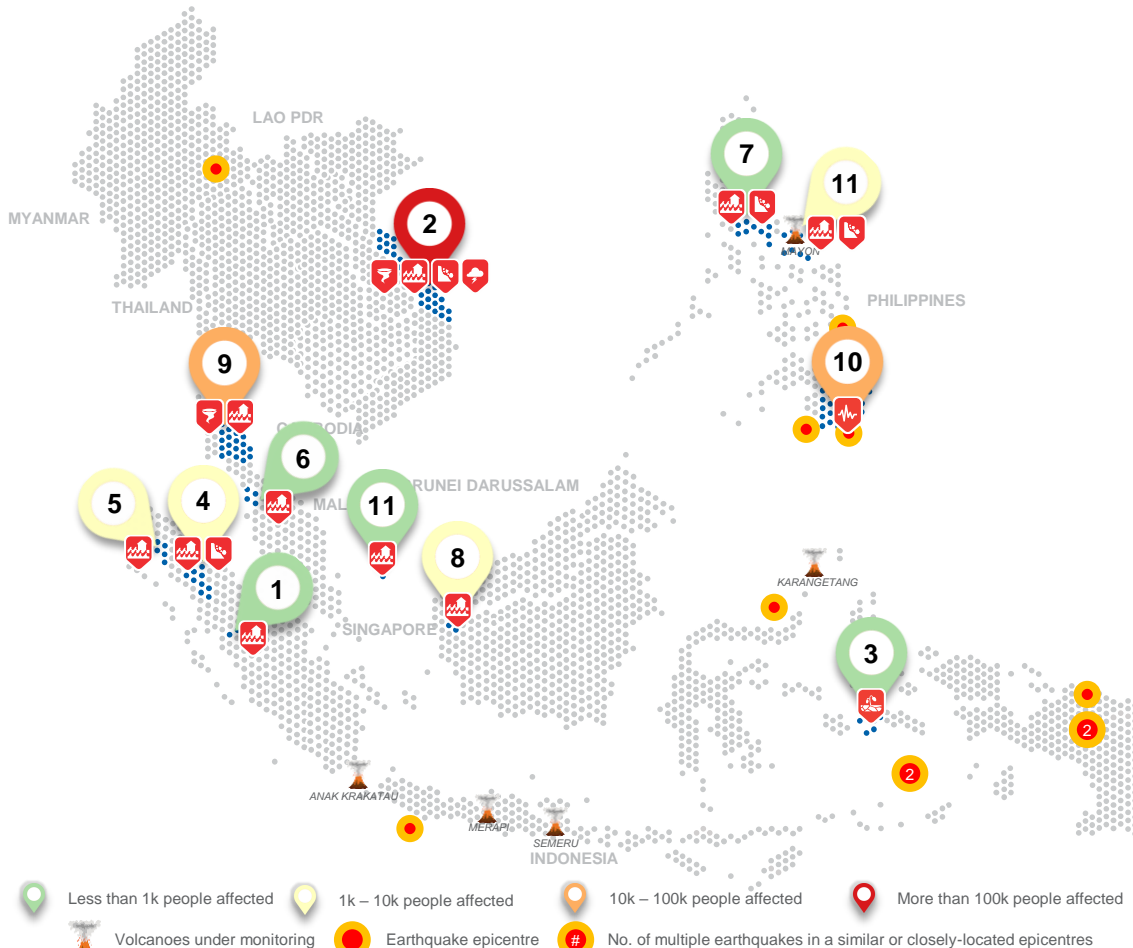 LAO PDR
7
11
MYANMAR
2
MAYON
THAILAND
PHILIPPINES
9
10
6
RUNEI DARUSSALAM
5
4
MAL
11
8
1
KARANGETANG
SINGAPORE
3
2
2
ANAK KRAKATAU
MERAPI
SEMERU
INDONESIA
Less than 1k people affected
1k – 10k people affected
10k – 100k people affected
More than 100k people affected
Volcanoes under monitoring
Earthquake epicentre
#
No. of multiple earthquakes in a similar or closely-located epicentres